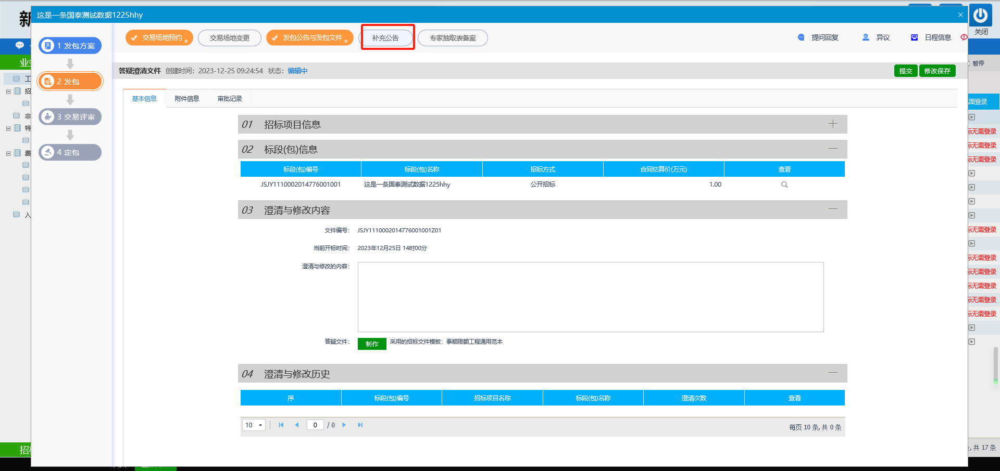 这是一条国泰测试数据1225hhy
新
关闭
1 发包方案
2 发包
3 交易评审
4 定包
交易场地预约 *
交易场地变更
发包公告与发包文件 *
补充公告
专家抽取表备案
提问回复
异议
日程信息
暂停
答疑澄清文件 创建时间：2023-12-25 09:24:54 状态：编辑中
提交
修改保存
基本信息
附件信息
审批记录
01 招标项目信息
02 标段(包)信息
标段(包)编号 标段(包)名称 招标方式 合同估算价(万元) 查看
JSJY1110002014776001001 这是一条国泰测试数据1225hhy 公开招标 1.00
03 澄清与修改内容
文件编号： JSJY1110002014776001001Z01
当前开标时间： 2023年12月25日 14时00分
澄清与修改的内容：
答疑文件： 制作 采用的招标文件模板：泰顺限额工程通用范本
04 澄清与修改历史
序 标段(包)编号 招标项目名称 标段(包)名称 澄清次数 查看
10 0 / 0
每页 10 条, 共 0 条
业
工
招
非
特
费
入
招
面登录
标无需登录
标无需登录
标无需登录
标无需登录
标无需登录
标无需登录
标无需登录
标无需登录
标无需登录
, 共 17 条